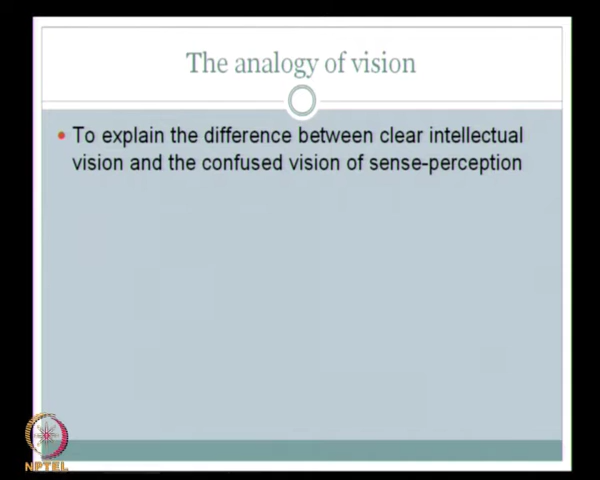 The analogy of vision
• To explain the difference between clear intellectual
vision and the confused vision of sense-perception
NPTEL